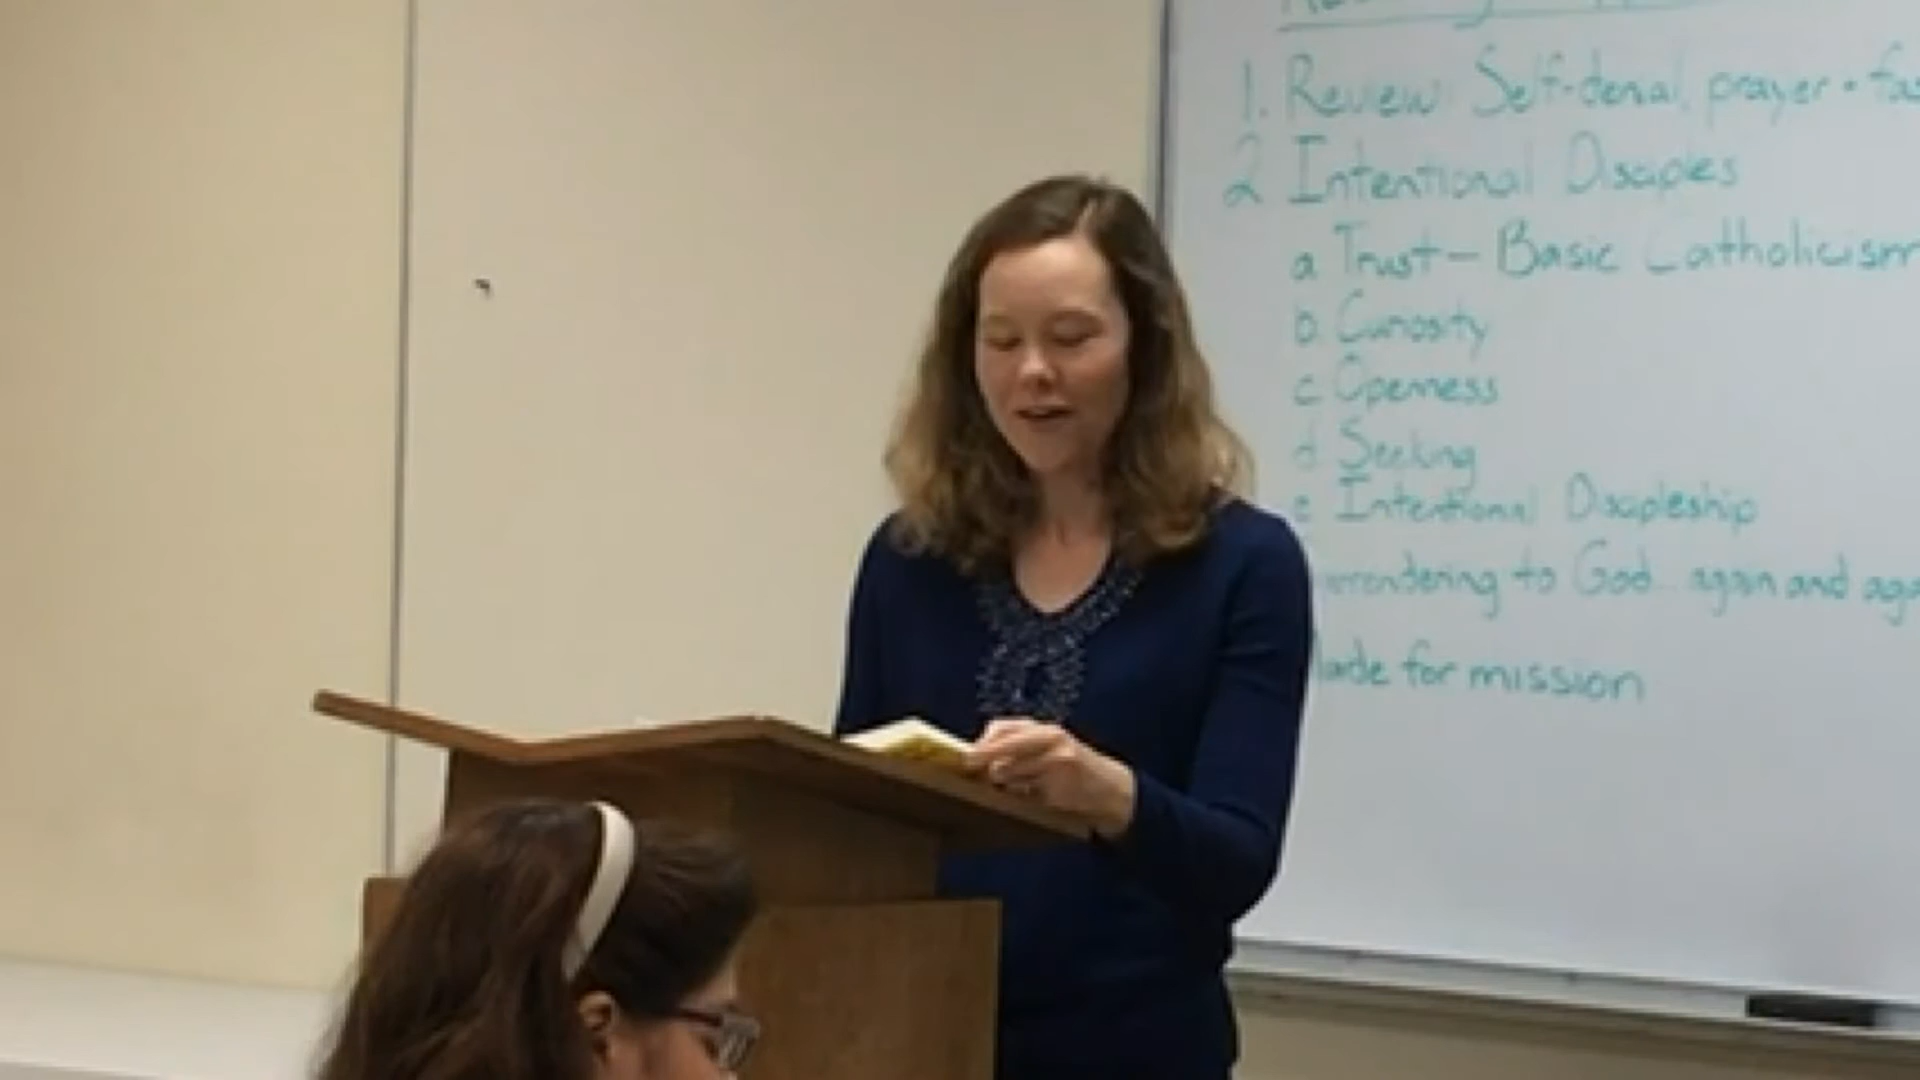 1. Review: Self-denial, prayer +
2 Intentional Disciples
a Trust - Basic Catholicism
b. Curiosity
c Openness
d. Seeking
e Intentional Discipleship
to God... again and
for mission